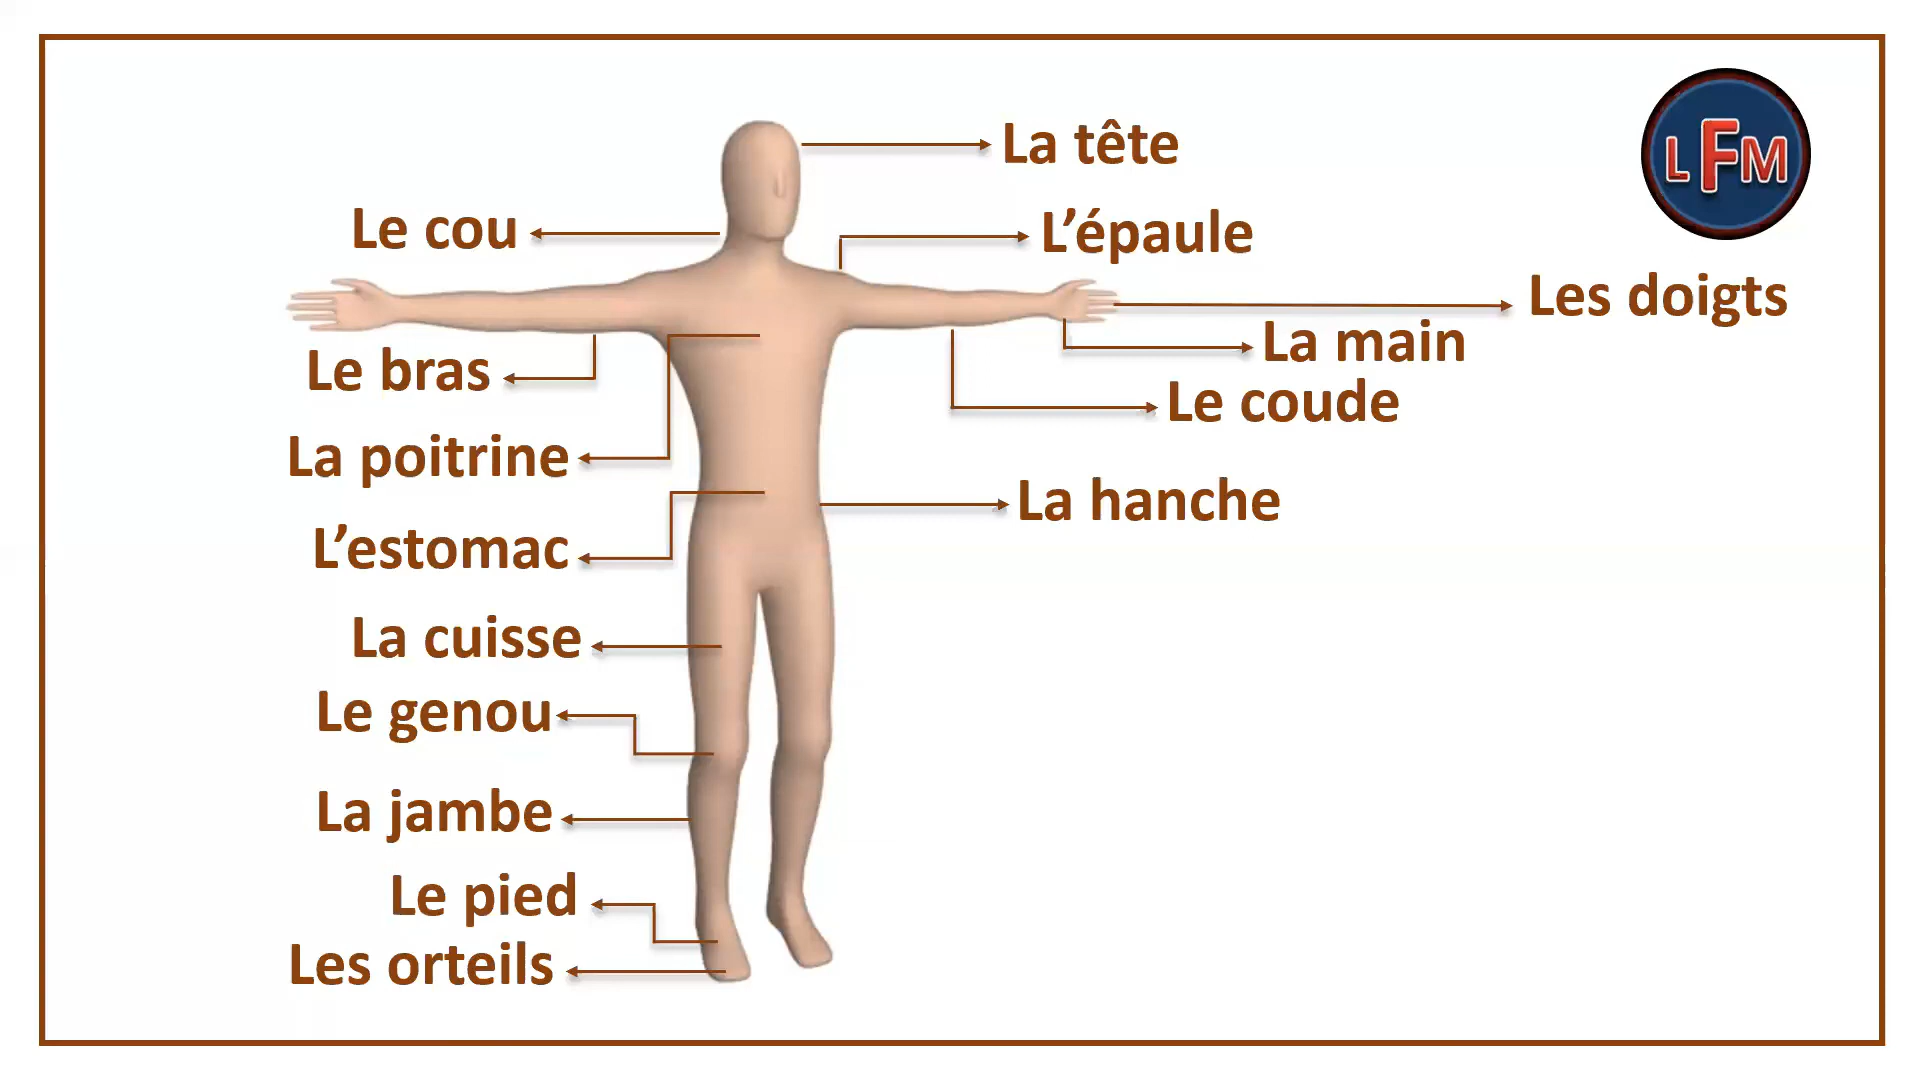 La tête
LFM
Le cou
L’épaule
Les doigts
La main
Le bras
Le coude
La poitrine
La hanche
L’estomac
La cuisse
Le genou
La jambe
Le pied
Les orteils